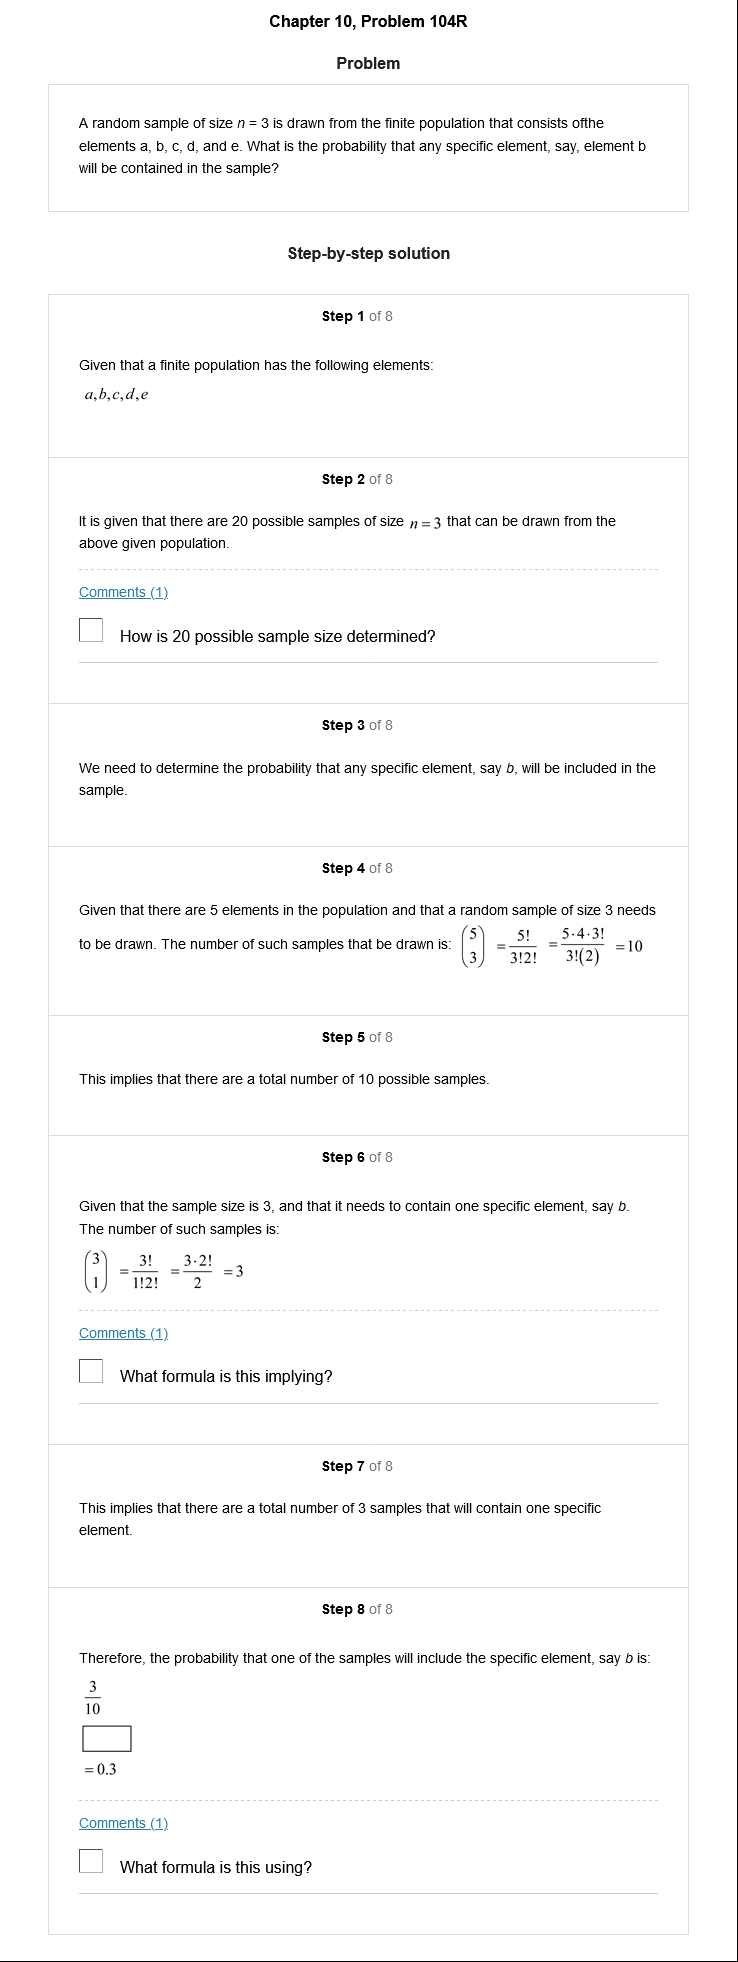 Chapter 10, Problem 104R
Problem
A random sample of size n = 3 is drawn from the finite population that consists ofthe
elements a, b, c, d, and e. What is the probability that any specific element, say, element b
will be contained in the sample?
Step-by-step solution
Step 1 of 8
Given that a finite population has the following elements:
a,b,c,d,e
Step 2 of 8
It is given that there are 20 possible samples of size n = 3 that can be drawn from the
above given population.
Comments (1)
How is 20 possible sample size determined?
Step 3 of 8
We need to determine the probability that any specific element, say b, will be included in the
sample.
Step 4 of 8
Given that there are 5 elements in the population and that a random sample of size 3 needs
to be drawn. The number of such samples that be drawn is: (5 3) = 5!/3!2! = 5·4·3!/3!(2) = 10
Step 5 of 8
This implies that there are a total number of 10 possible samples.
Step 6 of 8
Given that the sample size is 3, and that it needs to contain one specific element, say b.
The number of such samples is:
(3 1) = 3!/1!2! = 3·2!/2 = 3
Comments (1)
What formula is this implying?
Step 7 of 8
This implies that there are a total number of 3 samples that will contain one specific
element.
Step 8 of 8
Therefore, the probability that one of the samples will include the specific element, say b is:
3
10
= 0.3
Comments (1)
What formula is this using?